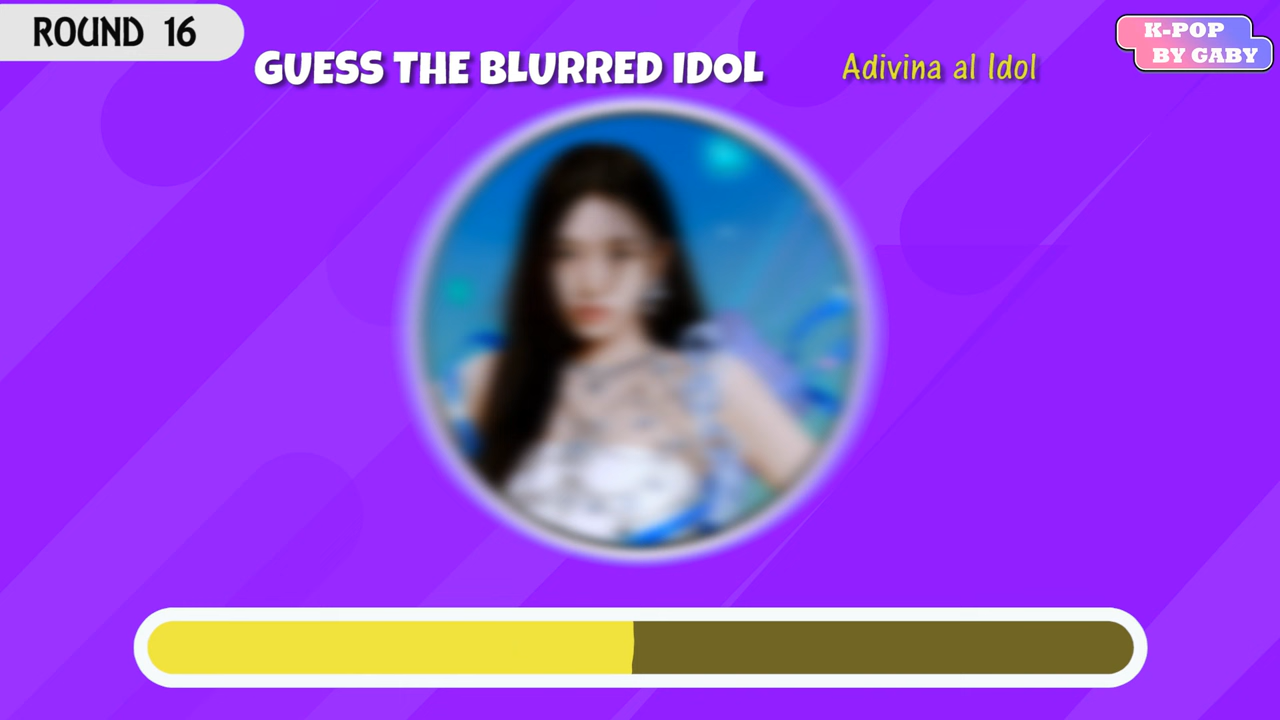 ROUND 16
GUESS THE BLURRED IDOL
Adivina al Idol
K-POP
BY GABY